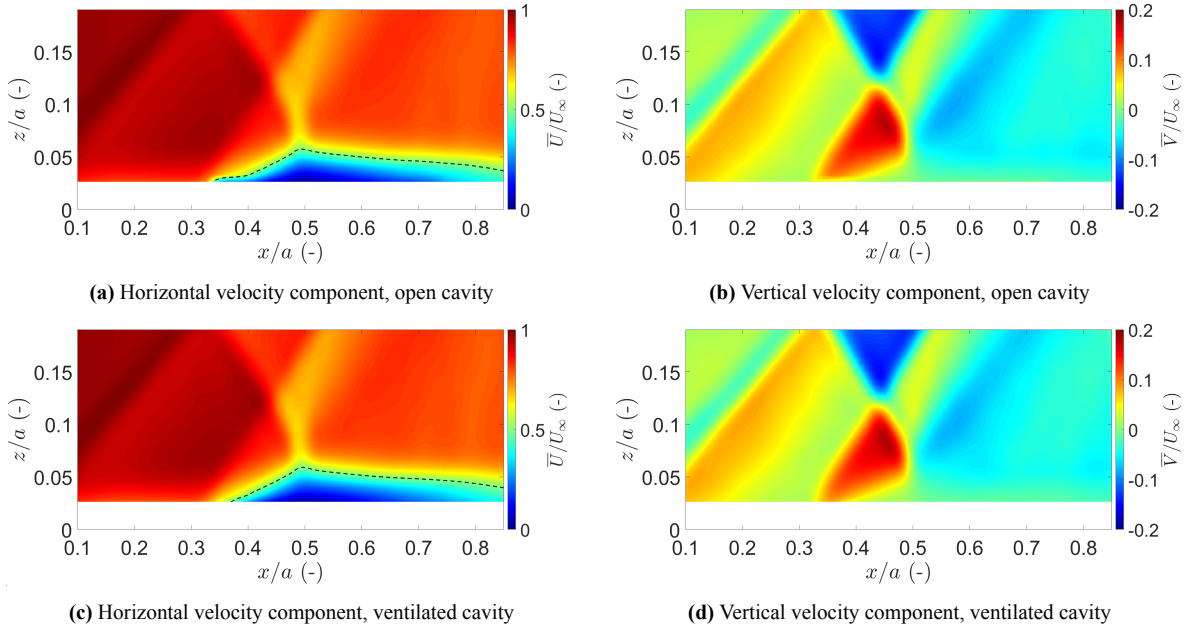 0.15
0.1
0.05
0
z/a (-)
0.1 0.2 0.3 0.4 0.5 0.6 0.7 0.8
x/a (-)
1
0.5
0
U̅/U∞ (-)
(a) Horizontal velocity component, open cavity
0.15
0.1
0.05
0
z/a (-)
0.1 0.2 0.3 0.4 0.5 0.6 0.7 0.8
x/a (-)
0.2
0.1
0
-0.1
-0.2
V̅/U∞ (-)
(b) Vertical velocity component, open cavity
0.15
0.1
0.05
0
z/a (-)
0.1 0.2 0.3 0.4 0.5 0.6 0.7 0.8
x/a (-)
1
0.5
0
U̅/U∞ (-)
(c) Horizontal velocity component, ventilated cavity
0.15
0.1
0.05
0
z/a (-)
0.1 0.2 0.3 0.4 0.5 0.6 0.7 0.8
x/a (-)
0.2
0.1
0
-0.1
-0.2
V̅/U∞ (-)
(d) Vertical velocity component, ventilated cavity